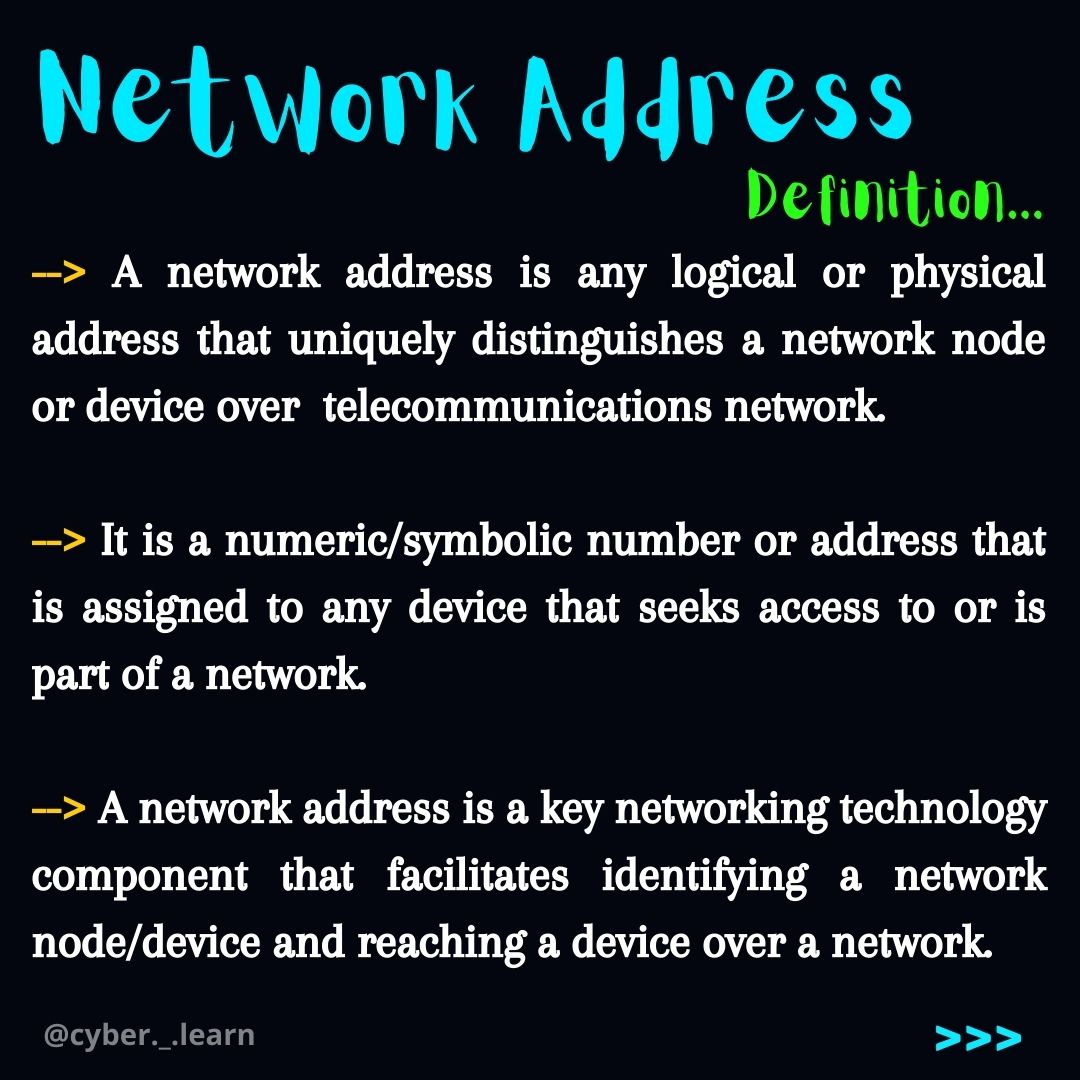 Network Address
Definition...
--> A network address is any logical or physical
address that uniquely distinguishes a network node
or device over telecommunications network.
--> It is a numeric/symbolic number or address that
is assigned to any device that seeks access to or is
part of a network.
--> A network address is a key networking technology
component that facilitates identifying a network
node/device and reaching a device over a network.
@cyber._.learn
>>>